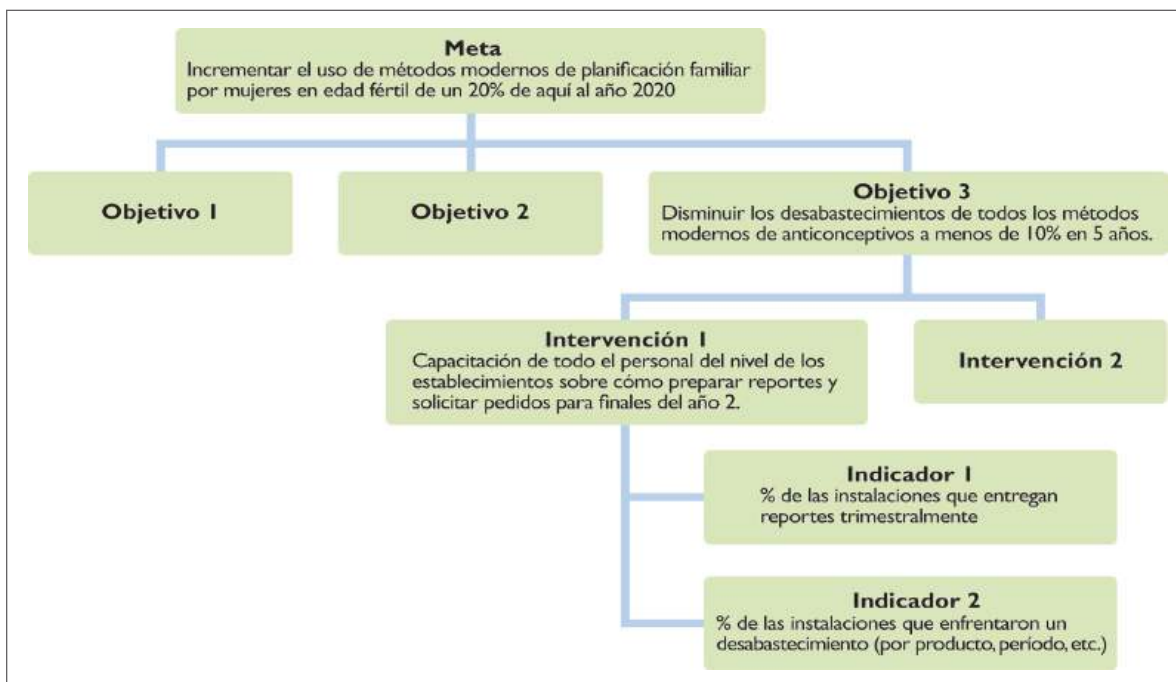 Meta
Incrementar el uso de métodos modernos de planificación familiar
por mujeres en edad fértil de un 20% de aquí al año 2020
Objetivo 1
Objetivo 2
Objetivo 3
Disminuir los desabastecimientos de todos los métodos
modernos de anticonceptivos a menos de 10% en 5 años.
Intervención 1
Capacitación de todo el personal del nivel de los
establecimientos sobre cómo preparar reportes y
solicitar pedidos para finales del año 2.
Intervención 2
Indicador 1
% de las instalaciones que entregan
reportes trimestralmente
Indicador 2
% de las instalaciones que enfrentaron un
desabastecimiento (por producto, período, etc.)